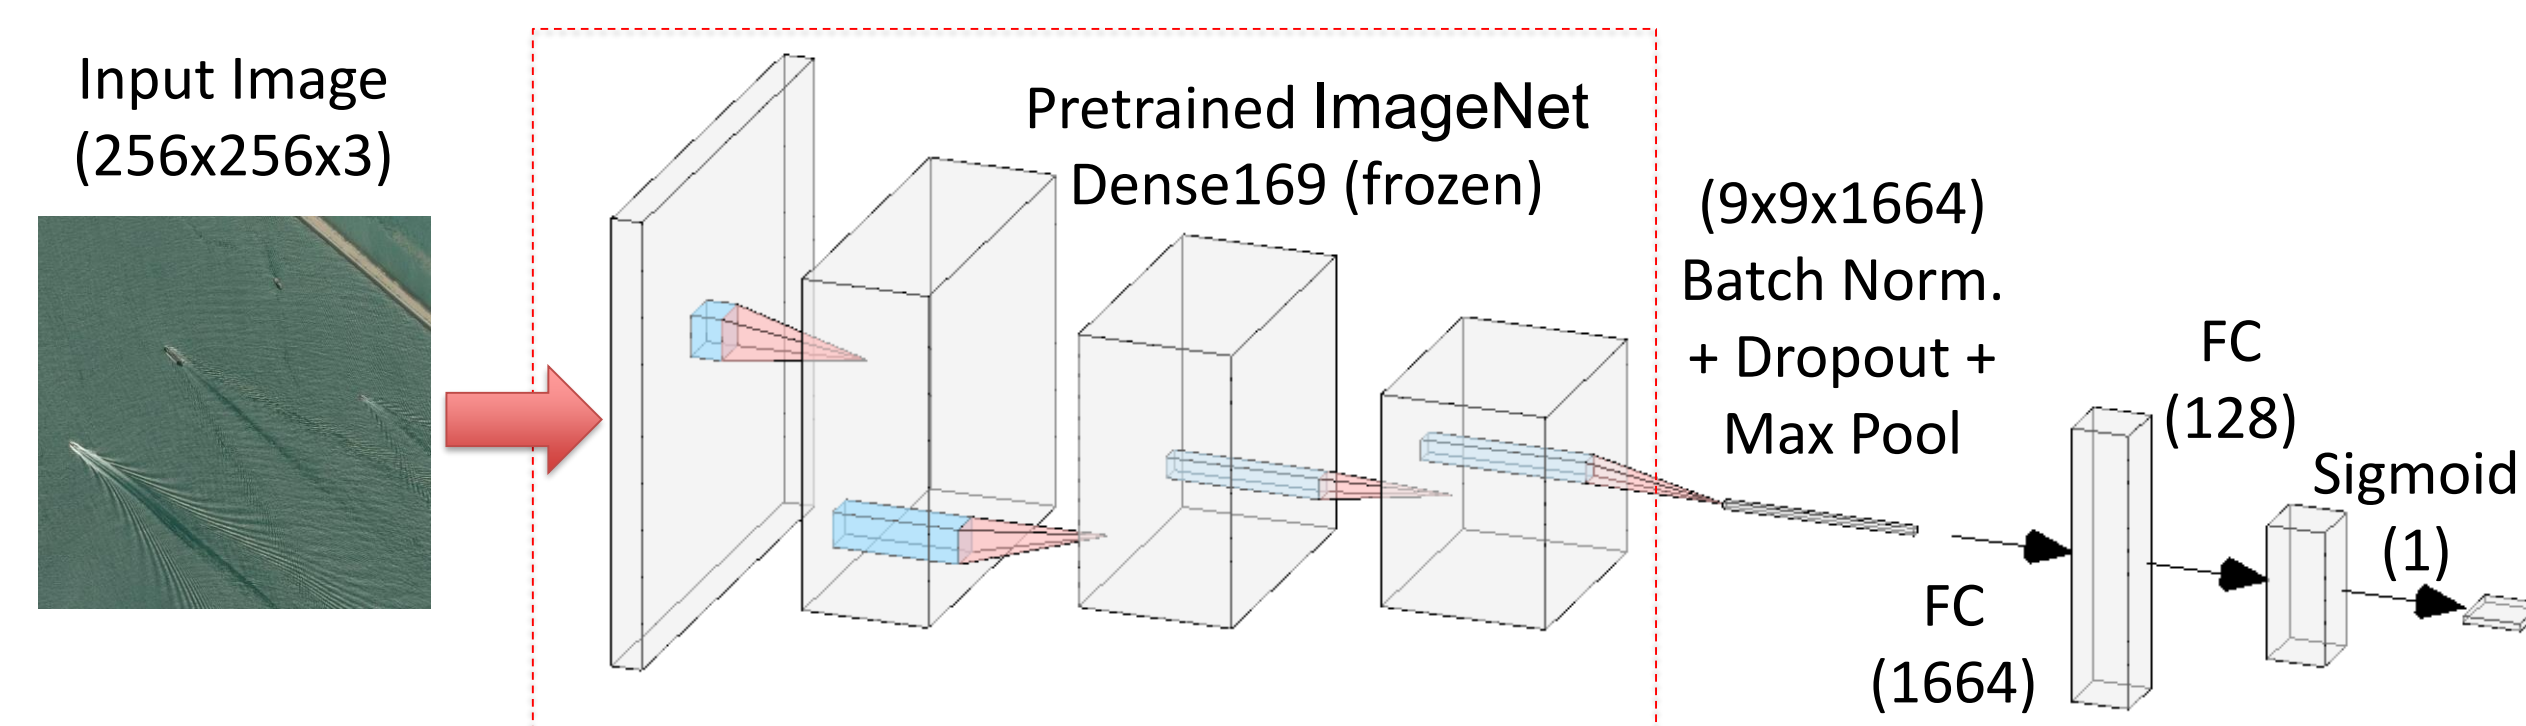 Input Image
(256x256x3)
Pretrained ImageNet
Dense169 (frozen)
(9x9x1664)
Batch Norm.
+ Dropout +
Max Pool
FC
(1664)
FC
(128)
Sigmoid
(1)